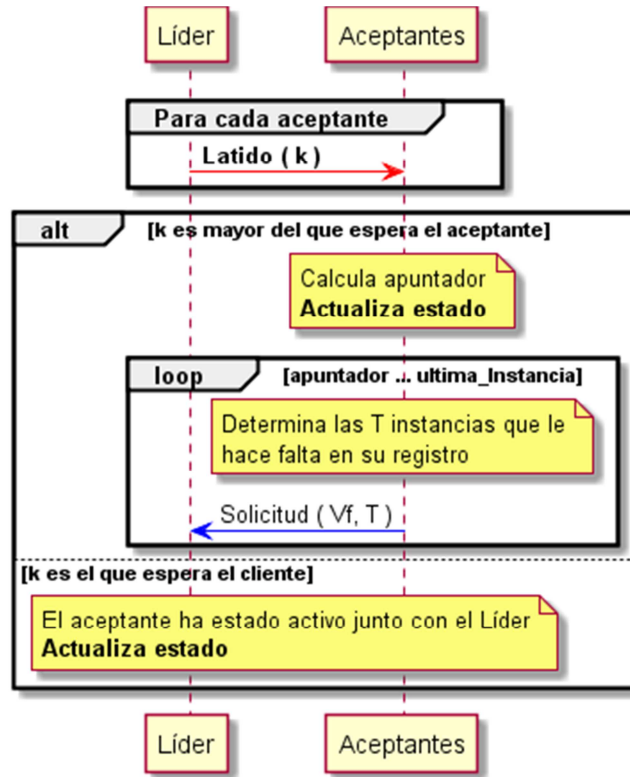 Líder
Aceptantes
Para cada aceptante
Latido ( k )
alt
[k es mayor del que espera el aceptante]
Calcula apuntador
Actualiza estado
loop
[apuntador ... ultima_Instancia]
Determina las T instancias que le
hace falta en su registro
Solicitud ( Vf, T )
[k es el que espera el cliente]
El aceptante ha estado activo junto con el Líder
Actualiza estado
Líder
Aceptantes